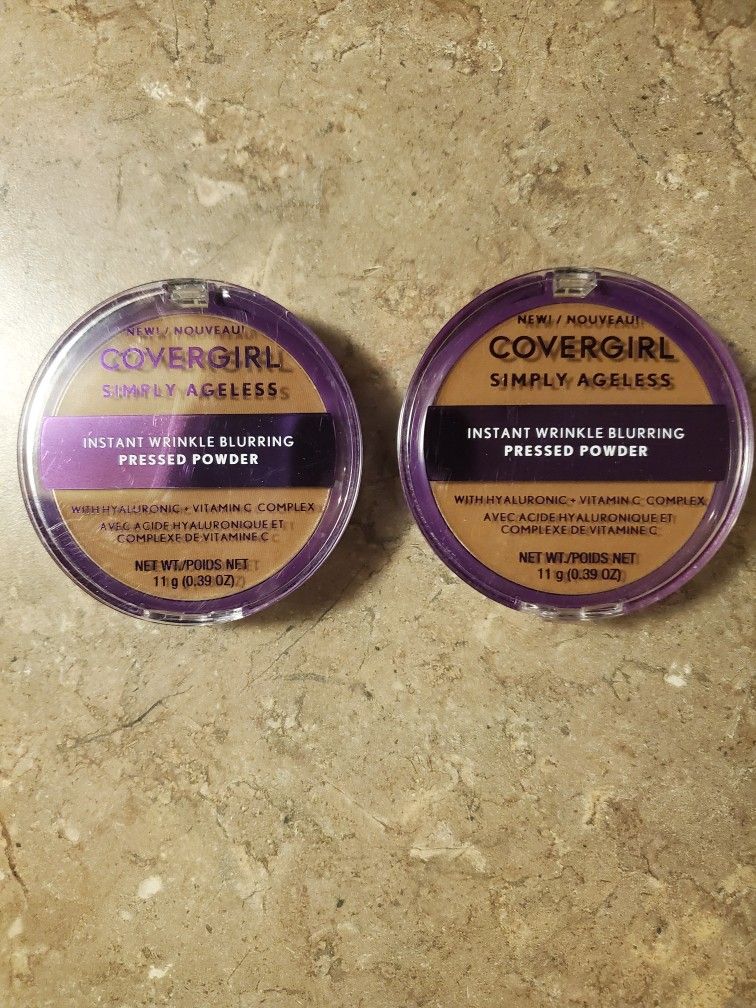 NEW! / NOUVEAU!
COVERGIRL
SIMPLY AGELESS
INSTANT WRINKLE BLURRING
PRESSED POWDER
WITH HYALURONIC + VITAMIN C COMPLEX
AVEC ACIDE HYALURONIQUE ET
COMPLEXE DE VITAMINE C
NET WT./POIDS NET
11 g (0.39 OZ)
NEW! / NOUVEAU!
COVERGIRL
SIMPLY AGELESS
INSTANT WRINKLE BLURRING
PRESSED POWDER
WITH HYALURONIC + VITAMIN C COMPLEX
AVEC ACIDE HYALURONIQUE ET
COMPLEXE DE VITAMINE C
NET WT./POIDS NET
11 g (0.39 OZ)